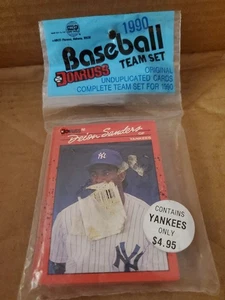 1990
Baseball
DONRUSS TEAM SET
ORIGINAL
UNDUPLICATED CARDS
COMPLETE TEAM SET FOR 1990
Deion Sanders
CONTAINS
YANKEES
ONLY
$4.95